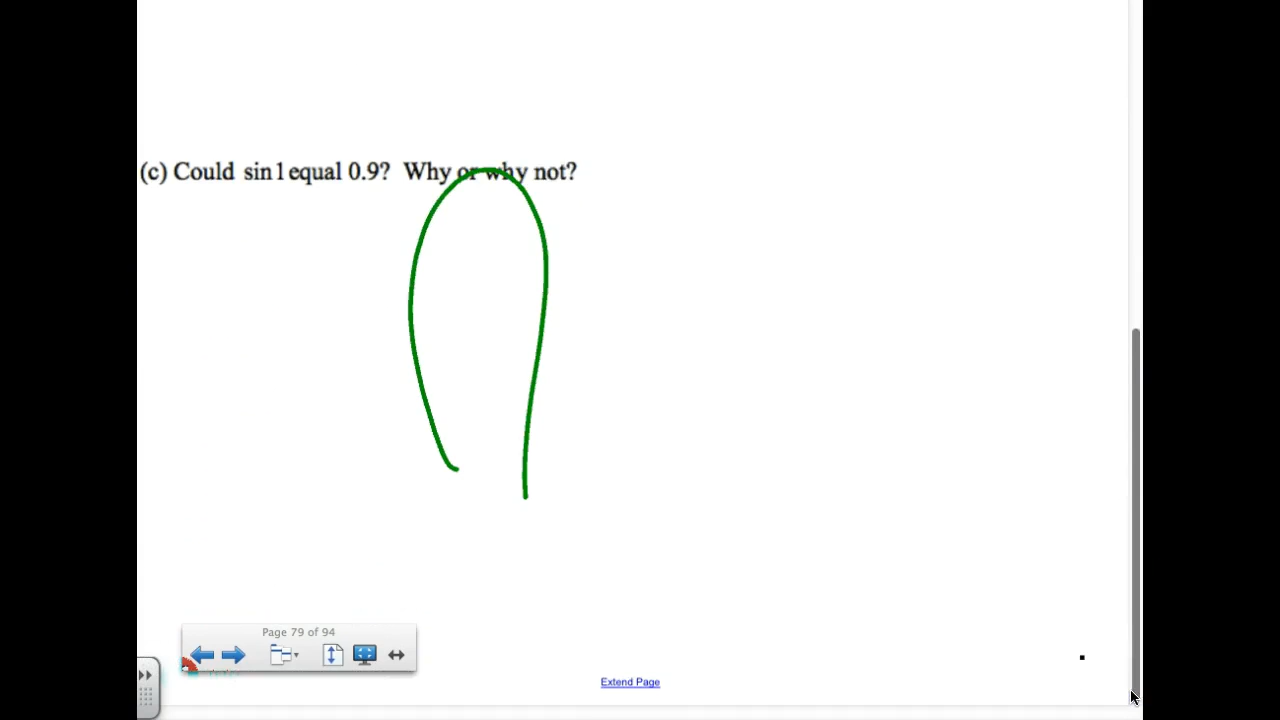 (c) Could sin 1 equal 0.9? Why or why not?
Page 79 of 94
Extend Page